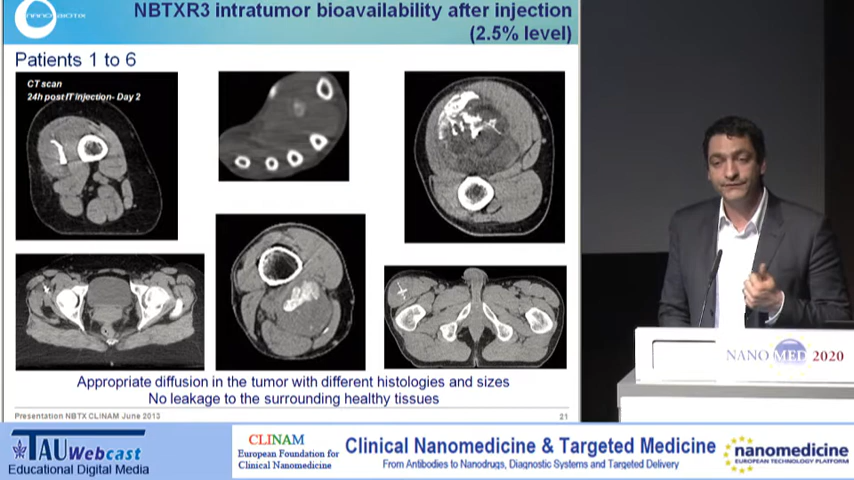 NANOBIOTIX
NBTXR3 intratumor bioavailability after injection
(2.5% level)
Patients 1 to 6
CT scan
24h post IT injection- Day 2
Appropriate diffusion in the tumor with different histologies and sizes
No leakage to the surrounding healthy tissues
Presentation NBTX CLINAM June 2013
21
NANO MED 2020
TAU Webcast
Educational Digital Media
CLINAM
European Foundation for
Clinical Nanomedicine
Clinical Nanomedicine & Targeted Medicine
From Antibodies to Nanodrugs, Diagnostic Systems and Targeted Delivery
nanomedicine
EUROPEAN TECHNOLOGY PLATFORM